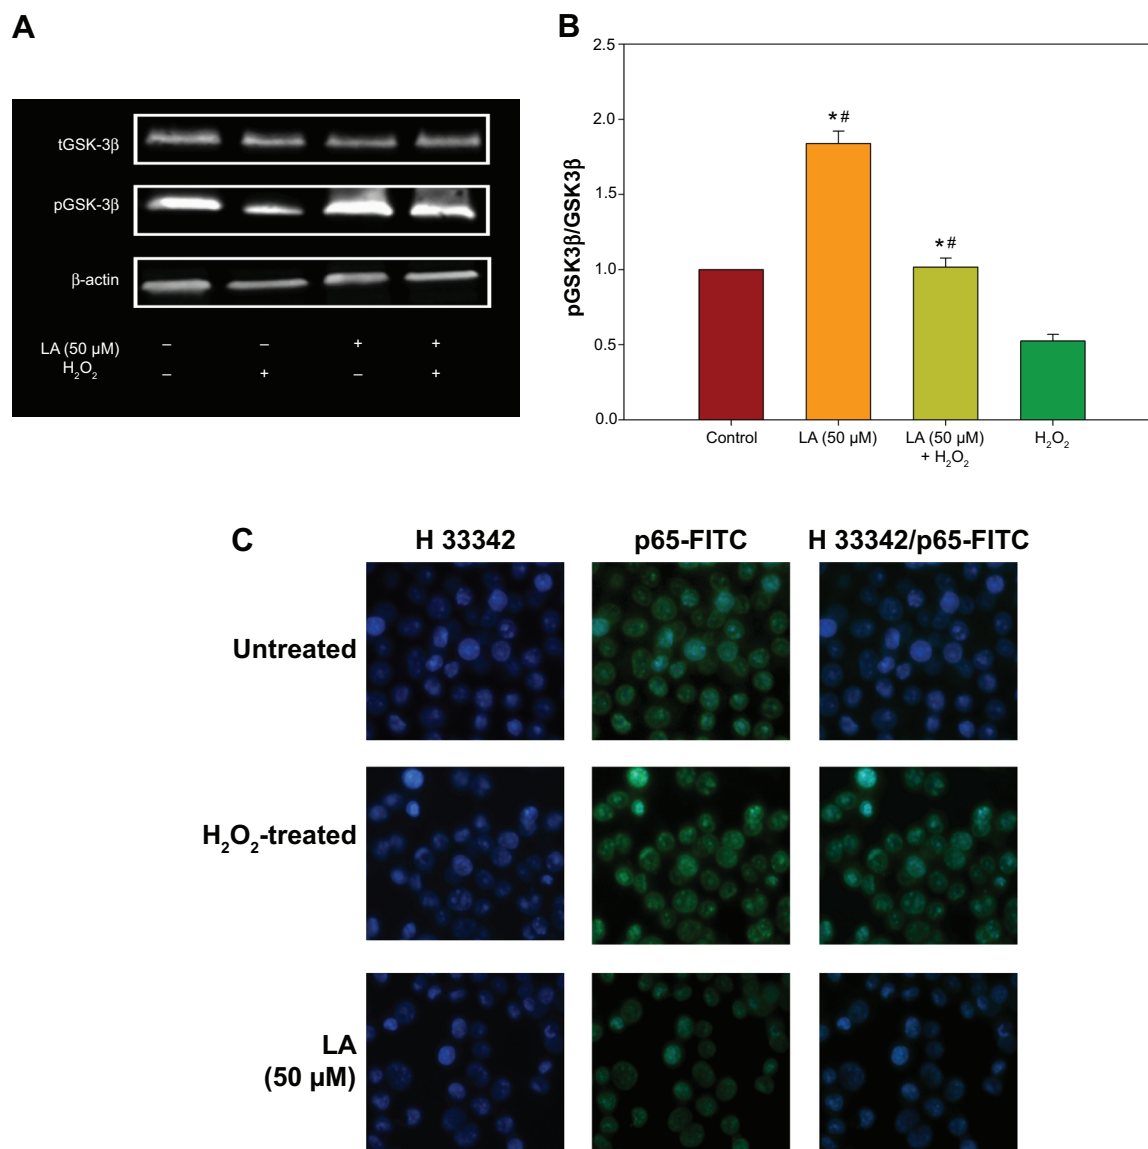 A
tGSK-3β
pGSK-3β
β-actin
LA (50 μM) – – + +
H₂O₂ – + – +
B
pGSK3β/GSK3β
2.5
2.0
1.5
1.0
0.5
0.0
*#
*#
Control
LA (50 μM)
LA (50 μM)
+ H₂O₂
H₂O₂
C
H 33342
p65-FITC
H 33342/p65-FITC
Untreated
H₂O₂-treated
LA
(50 μM)